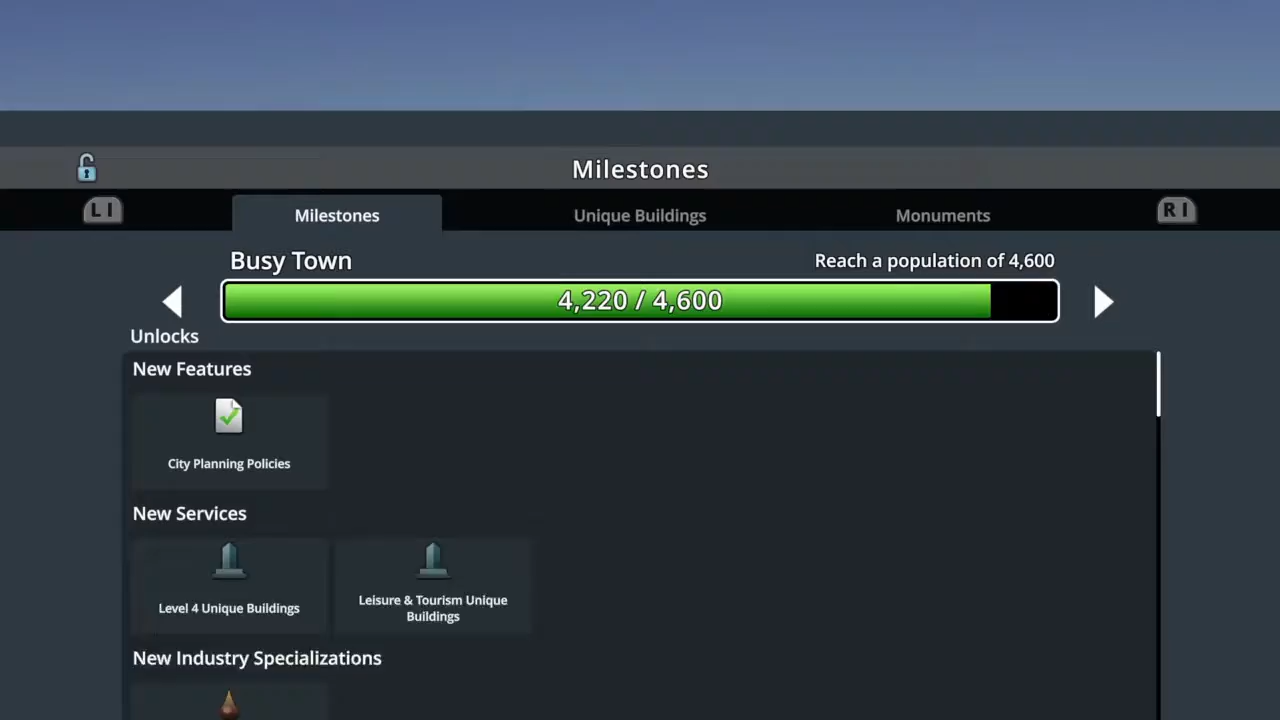 Milestones
L1
Milestones
Unique Buildings
Monuments
R1
Busy Town
Reach a population of 4,600
4,220 / 4,600
Unlocks
New Features
City Planning Policies
New Services
Level 4 Unique Buildings
Leisure & Tourism Unique
Buildings
New Industry Specializations